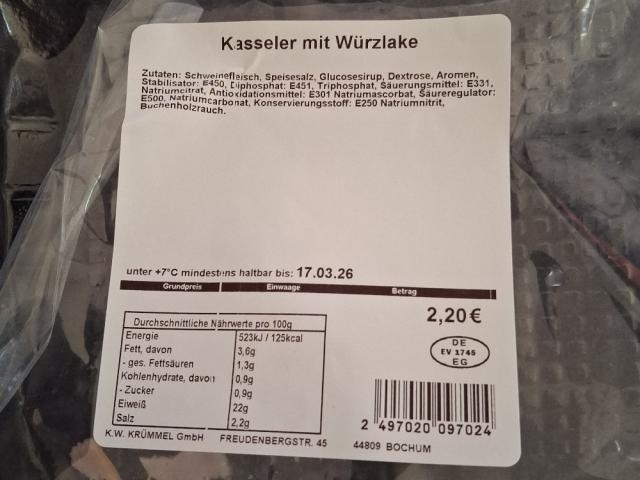 Kasseler mit Würzlake
Zutaten: Schweinefleisch, Speisesalz, Glucosesirup, Dextrose, Aromen,
Stabilisator: E450, Diphosphat: E451, Triphosphat, Säuerungsmittel: E331,
Natriumcitrat, Antioxidationsmittel: E301 Natriumascorbat, Säureregulator:
E500, Natriumcarbonat, Konservierungsstoff: E250 Natriumnitrit,
Buchenholzrauch.
unter +7°C mindestens haltbar bis: 17.03.26
Grundpreis Einwaage Betrag
2,20€
Durchschnittliche Nährwerte pro 100g
Energie 523kJ / 125kcal
Fett, davon 3,6g
- ges. Fettsäuren 1,3g
Kohlenhydrate, davon 0,9g
- Zucker 0,9g
Eiweiß 22g
Salz 2,2g
DE
EV 1745
EG
2 497020 097024
K.W. KRÜMMEL GmbH FREUDENBERGSTR. 45 44809 BOCHUM